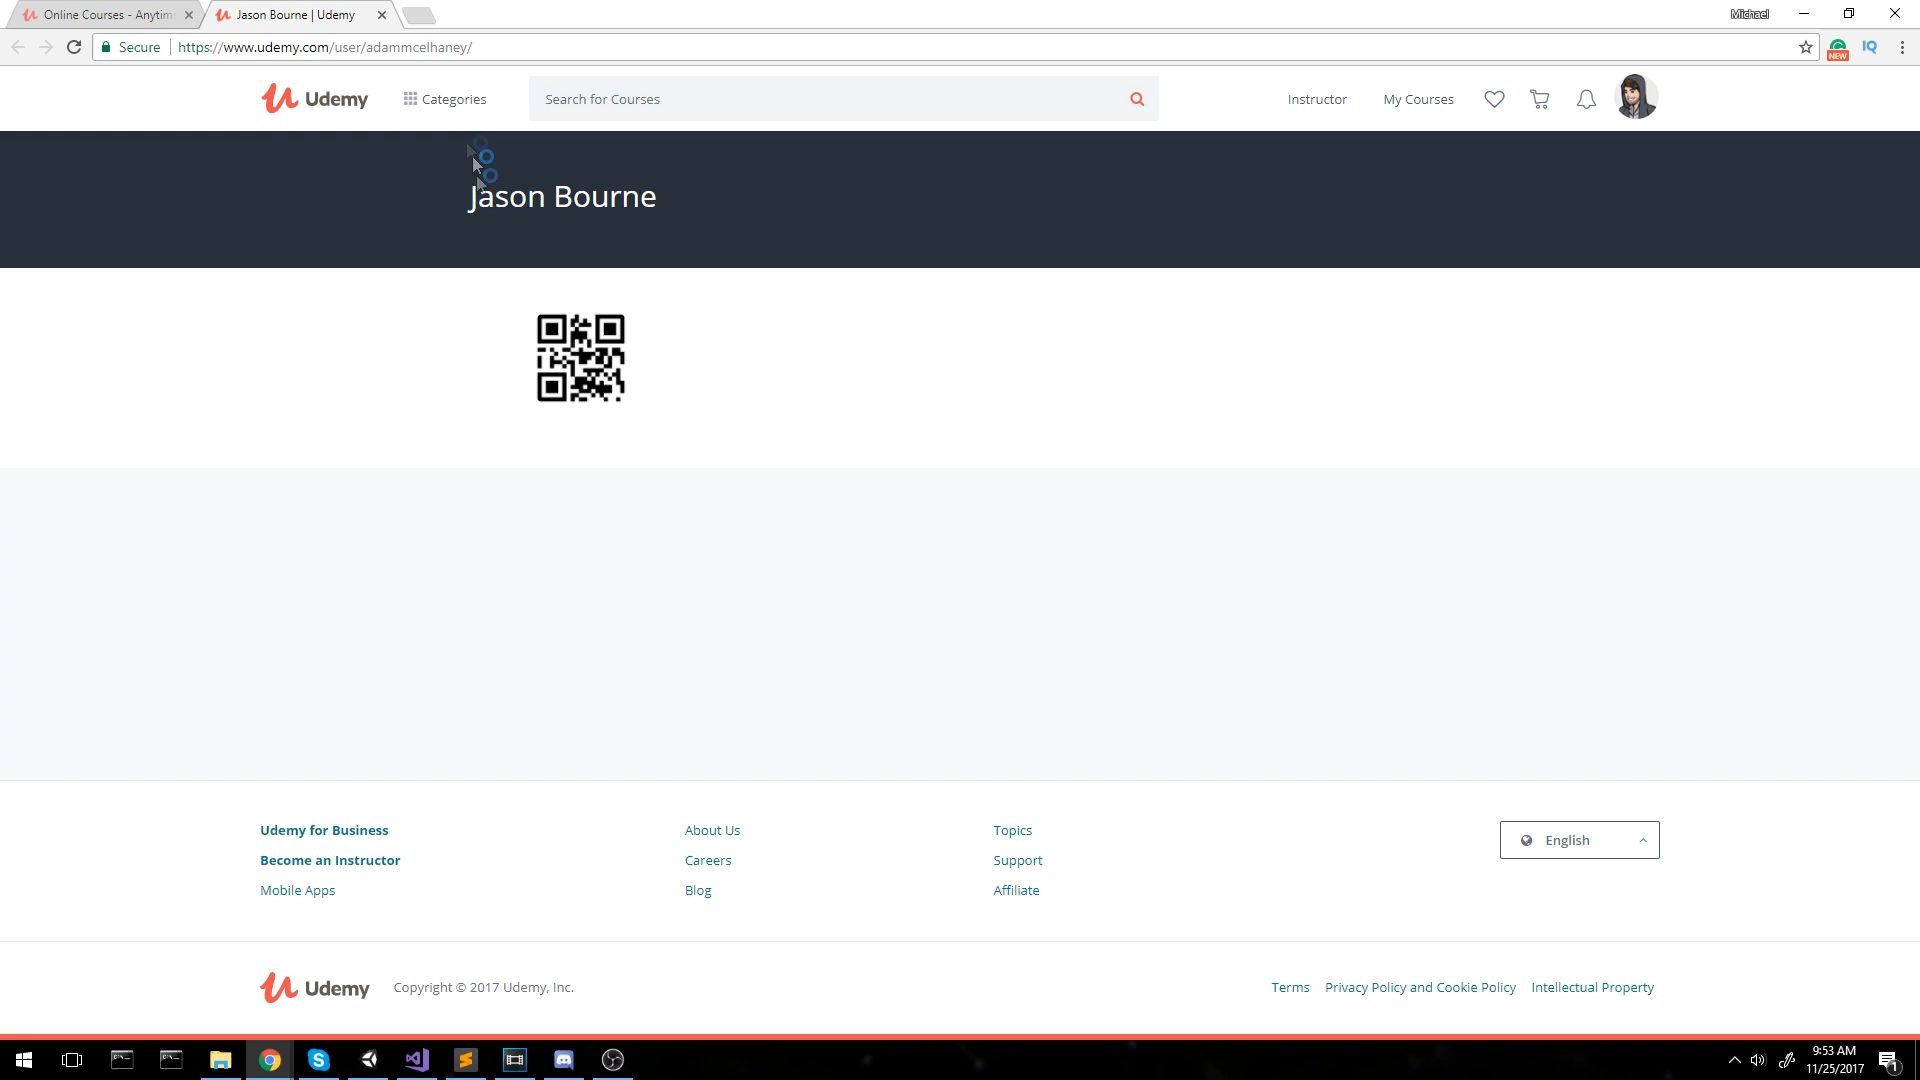 Online Courses - Anytim
Jason Bourne | Udemy
Michael
Secure
https://www.udemy.com/user/adammcelhaney/
NEW
IQ
Udemy
Categories
Search for Courses
Instructor
My Courses
Jason Bourne
Udemy for Business
About Us
Topics
English
Become an Instructor
Careers
Support
Mobile Apps
Blog
Affiliate
Udemy
Copyright © 2017 Udemy, Inc.
Terms
Privacy Policy and Cookie Policy
Intellectual Property
9:53 AM
11/25/2017
1